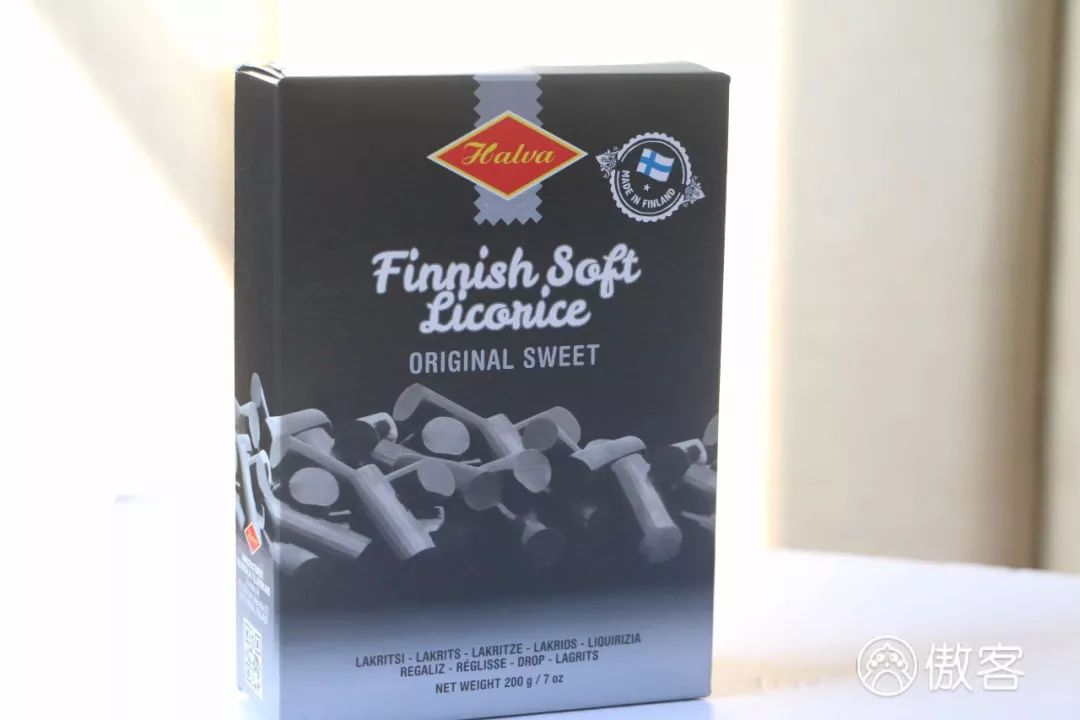 Halva
MADE IN FINLAND
Finnish Soft
Licorice
ORIGINAL SWEET
LAKRITSI - LAKRITS - LAKRITZE - LAKRIDS - LIQUIRIZIA
REGALIZ - RÉGLISSE - DROP - LAGRITS
NET WEIGHT 200 g / 7 oz
Halva
傲客